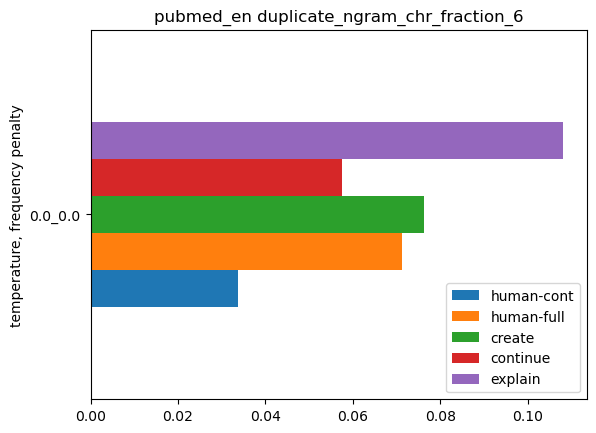 pubmed_en duplicate_ngram_chr_fraction_6
temperature, frequency penalty
0.0_0.0
human-cont
human-full
create
continue
explain
0.00 0.02 0.04 0.06 0.08 0.10